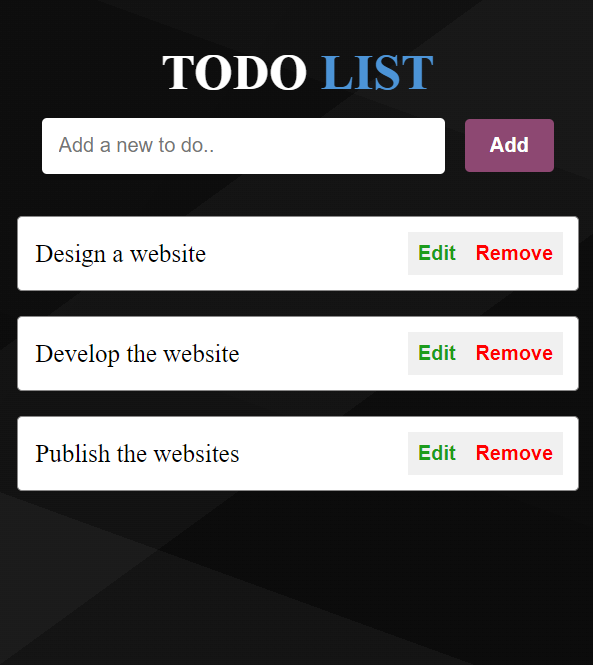 TODO LIST
Add a new to do.. Add
Design a website Edit Remove
Develop the website Edit Remove
Publish the websites Edit Remove